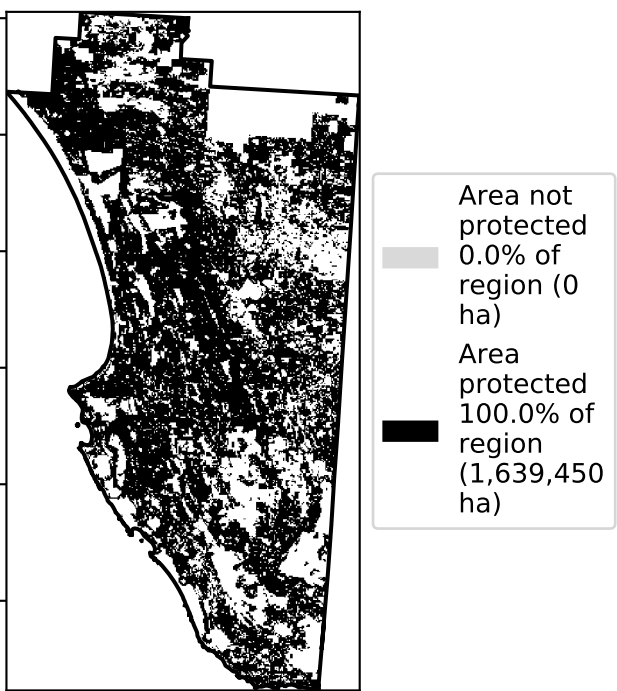 Area not
protected
0.0% of
region (0
ha)
Area
protected
100.0% of
region
(1,639,450
ha)